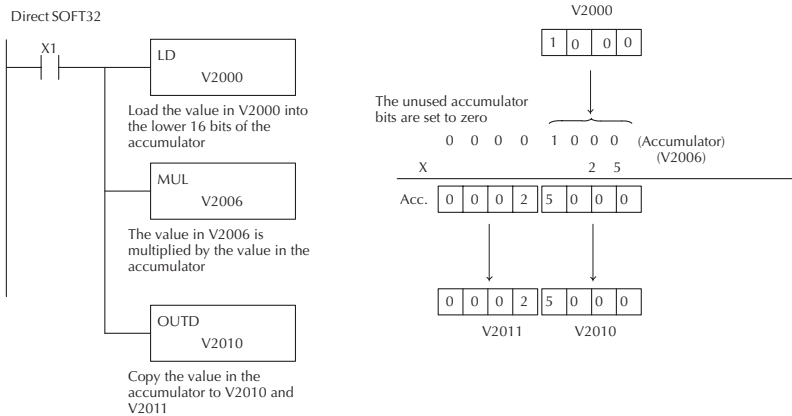 Direct SOFT32
X1
LD
V2000
Load the value in V2000 into
the lower 16 bits of the
accumulator
MUL
V2006
The value in V2006 is
multiplied by the value in the
accumulator
OUTD
V2010
Copy the value in the
accumulator to V2010 and
V2011
V2000
1 0 0 0
The unused accumulator
bits are set to zero
0 0 0 0 1 0 0 0 (Accumulator)
(V2006)
X 2 5
Acc. 0 0 0 2 5 0 0 0
0 0 0 2 5 0 0 0
V2011 V2010